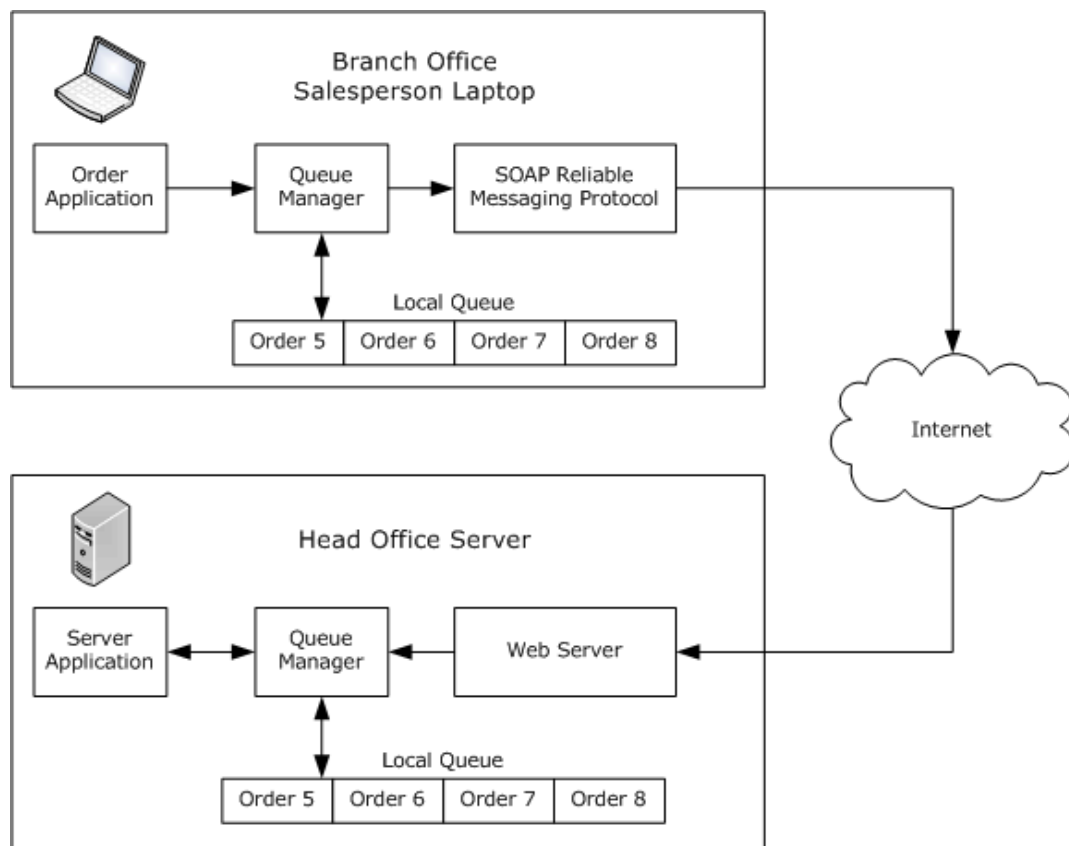 Branch Office
Salesperson Laptop
Order
Application
Queue
Manager
SOAP Reliable
Messaging Protocol
Local Queue
Order 5
Order 6
Order 7
Order 8
Internet
Head Office Server
Server
Application
Queue
Manager
Web Server
Local Queue
Order 5
Order 6
Order 7
Order 8